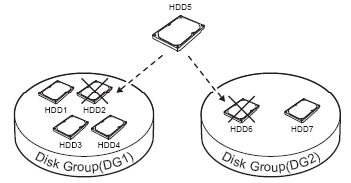 HDD5
HDD1
HDD2
HDD3
HDD4
Disk Group(DG1)
HDD6
HDD7
Disk Group(DG2)